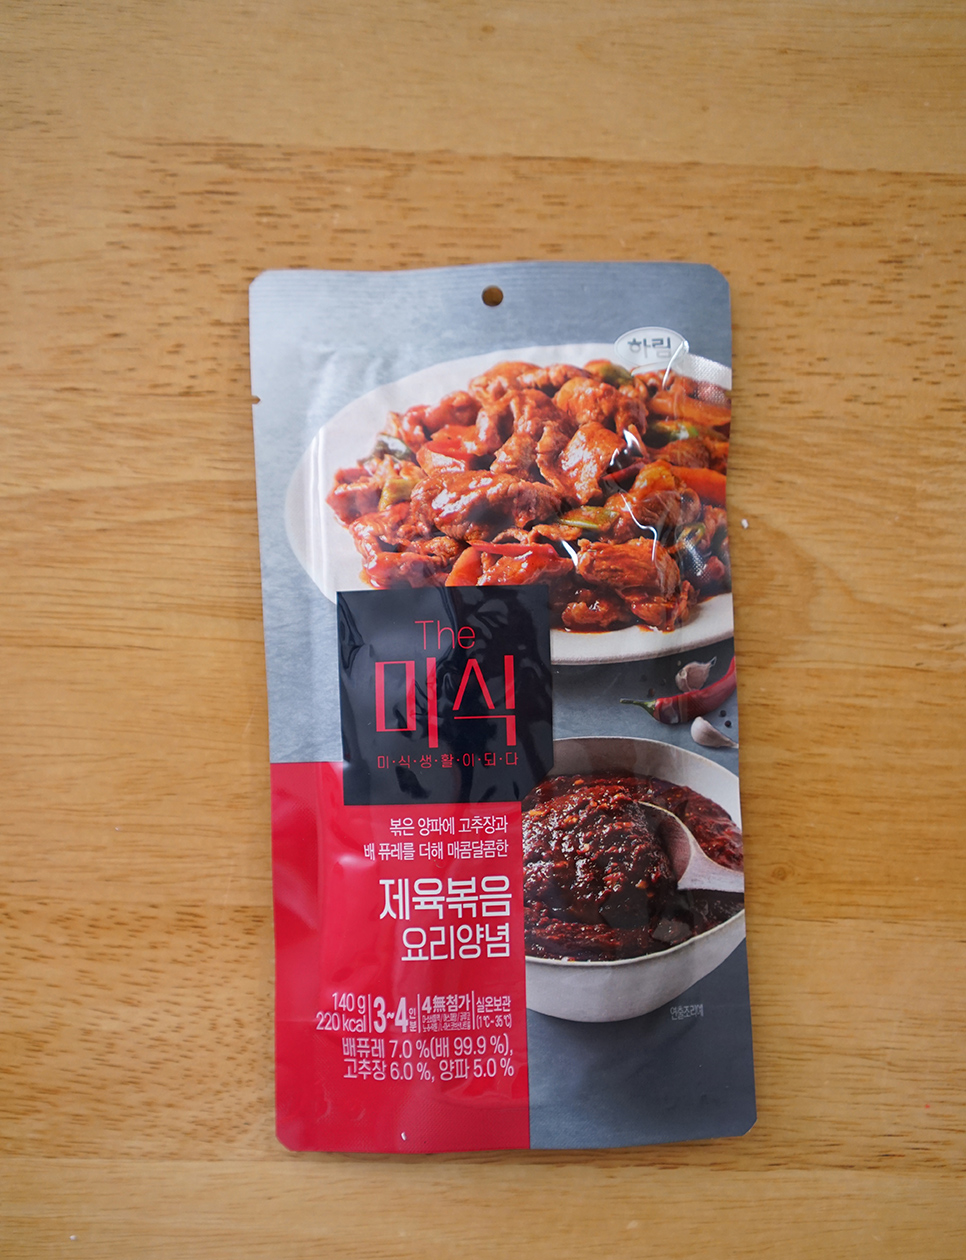 하림
The
미식
미·식·생·활·이·되·다
볶은 양파에 고추장과
배 퓨레를 더해 매콤달콤한
제육볶음
요리양념
140 g
220 kcal
3~4인분
4無첨가
실온보관
(1℃~35℃)
배퓨레 7.0 %(배 99.9 %),
고추장 6.0 %, 양파 5.0 %
연출조리예